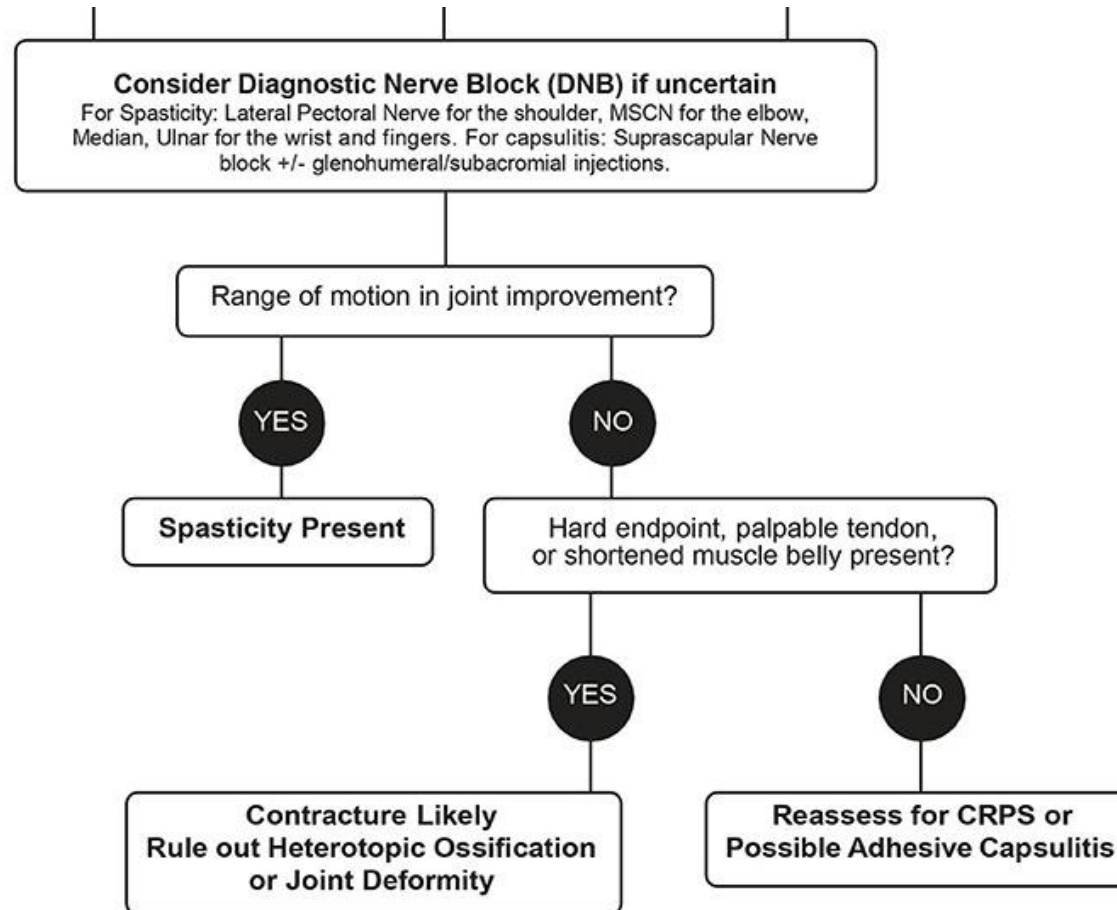 Consider Diagnostic Nerve Block (DNB) if uncertain
For Spasticity: Lateral Pectoral Nerve for the shoulder, MSCN for the elbow,
Median, Ulnar for the wrist and fingers. For capsulitis: Suprascapular Nerve
block +/- glenohumeral/subacromial injections.
Range of motion in joint improvement?
YES
NO
Spasticity Present
Hard endpoint, palpable tendon,
or shortened muscle belly present?
YES
NO
Contracture Likely
Rule out Heterotopic Ossification
or Joint Deformity
Reassess for CRPS or
Possible Adhesive Capsulitis